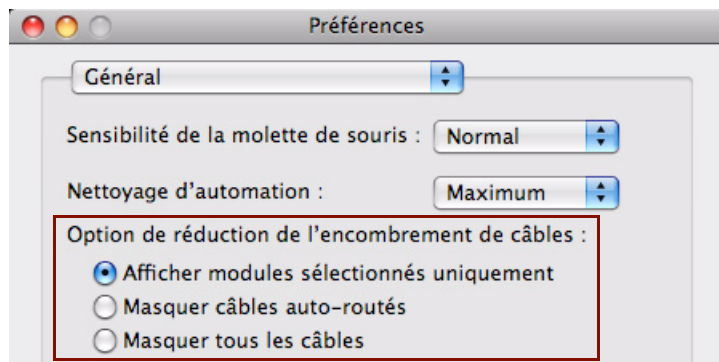 Préférences
Général
Sensibilité de la molette de souris : Normal
Nettoyage d'automation : Maximum
Option de réduction de l'encombrement de câbles :
Afficher modules sélectionnés uniquement
Masquer câbles auto-routés
Masquer tous les câbles